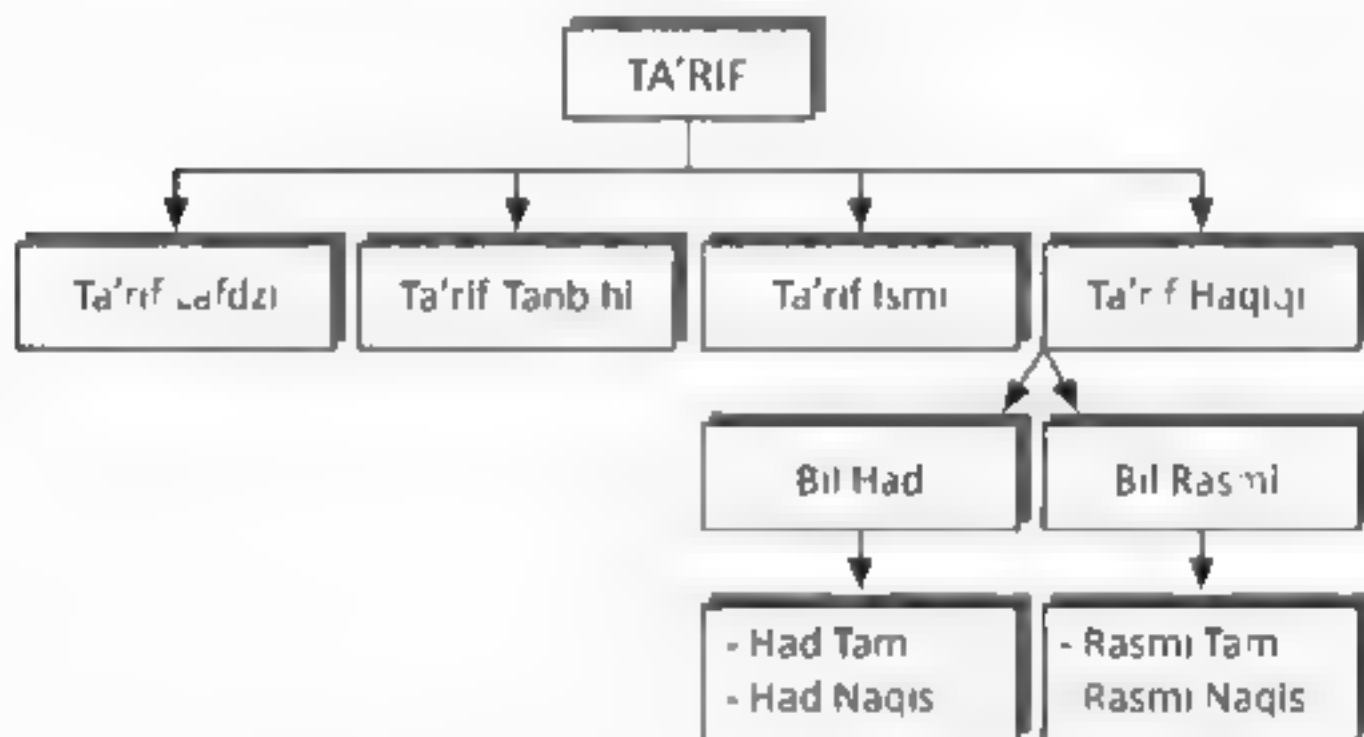 TA'RIF
Ta'rif Lafdzi
Ta'rif Tanbihi
Ta'rif Ismi
Ta'rif Haqiqi
Bil Had
Bil Rasmi
- Had Tam
- Had Naqis
- Rasmi Tam
Rasmi Naqis